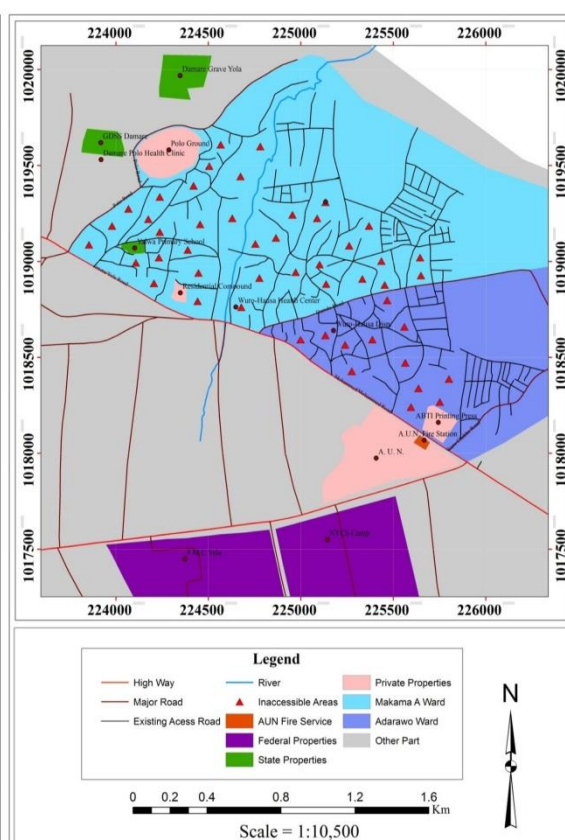 224000 224500 225000 225500 226000
1020000 1020000
Damare Grave Yola
GDSS Damare
Polo Ground
Damare Polo Health Clinic
1019500 1019500
Primary School
1019000 1019000
Residential Compound
Wuro-Hausa Health Center
Wuro-Hausa
1018500 1018500
ABTI Printing Press
A.U.N. Fire Station
1018000 1018000
A. U. N.
Camp
Yola
1017500 1017500
224000 224500 225000 225500 226000
Legend
High Way
River
Private Properties
Major Road
Inaccessible Areas
Makama A Ward
Existing Acess Road
AUN Fire Service
Adarawo Ward
Federal Properties
Other Part
State Properties
N
0 0.2 0.4 0.8 1.2 1.6
Km
Scale = 1:10,500